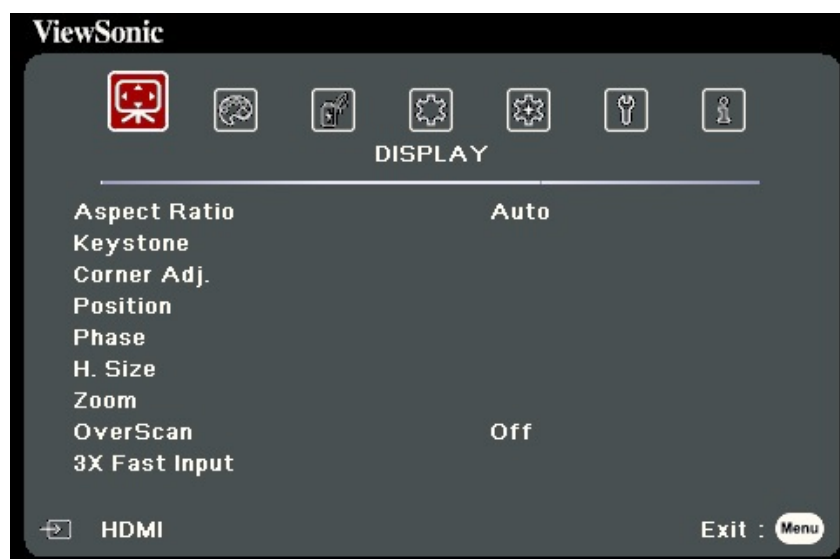 ViewSonic
DISPLAY
Aspect Ratio Auto
Keystone
Corner Adj.
Position
Phase
H. Size
Zoom
OverScan Off
3X Fast Input
HDMI Exit : Menu